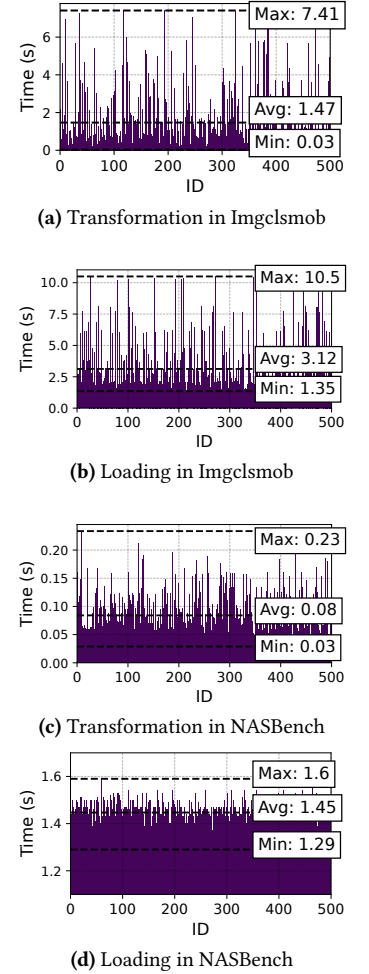 Max: 7.41
6
4
Avg: 1.47
2
Min: 0.03
0
Time (s)
0 100 200 300 400 500
ID
(a) Transformation in Imgclsmob
Max: 10.5
10.0
7.5
5.0
Avg: 3.12
2.5
Min: 1.35
0.0
Time (s)
0 100 200 300 400 500
ID
(b) Loading in Imgclsmob
Max: 0.23
0.20
0.15
0.10
Avg: 0.08
0.05
Min: 0.03
0.00
Time (s)
0 100 200 300 400 500
ID
(c) Transformation in NASBench
Max: 1.6
1.6
Avg: 1.45
1.4
Min: 1.29
1.2
Time (s)
0 100 200 300 400 500
ID
(d) Loading in NASBench